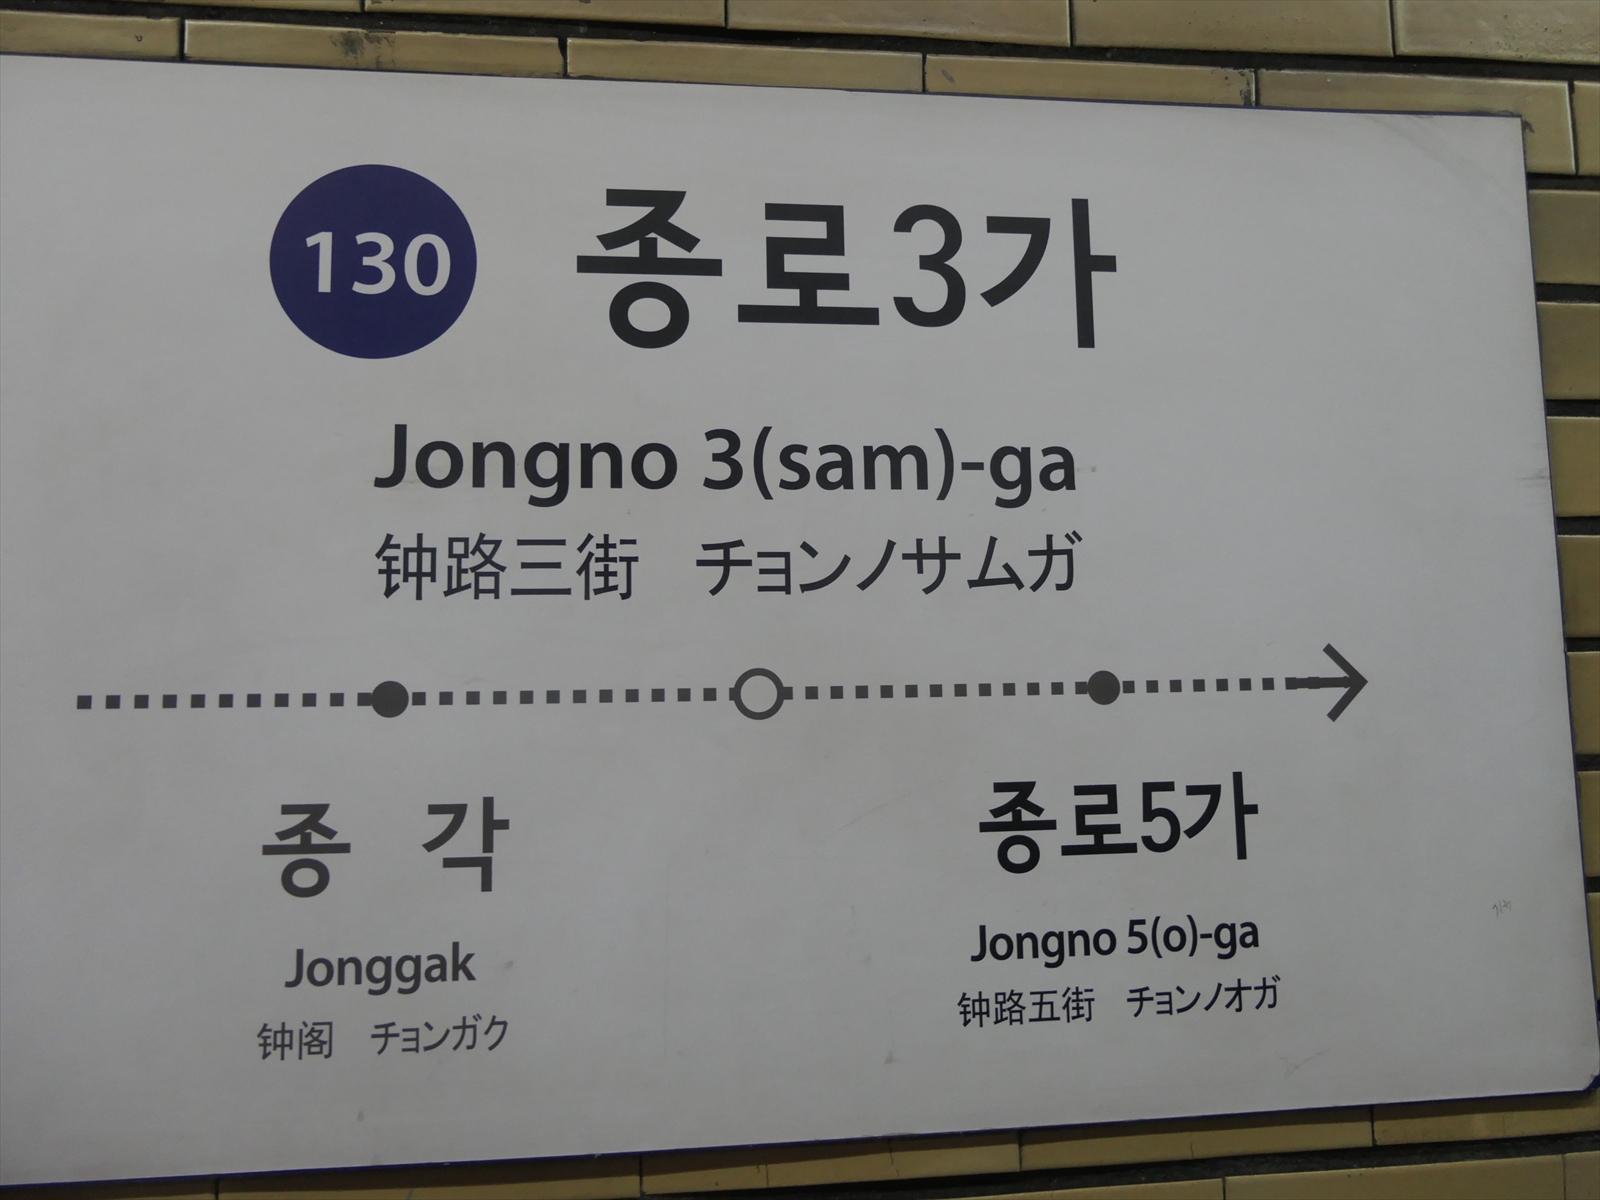 130 종로3가
Jongno 3(sam)-ga
钟路三街 チョンノサムガ
종 각
Jonggak
钟阁 チョンガク
종로5가
Jongno 5(o)-ga
钟路五街 チョンノオガ